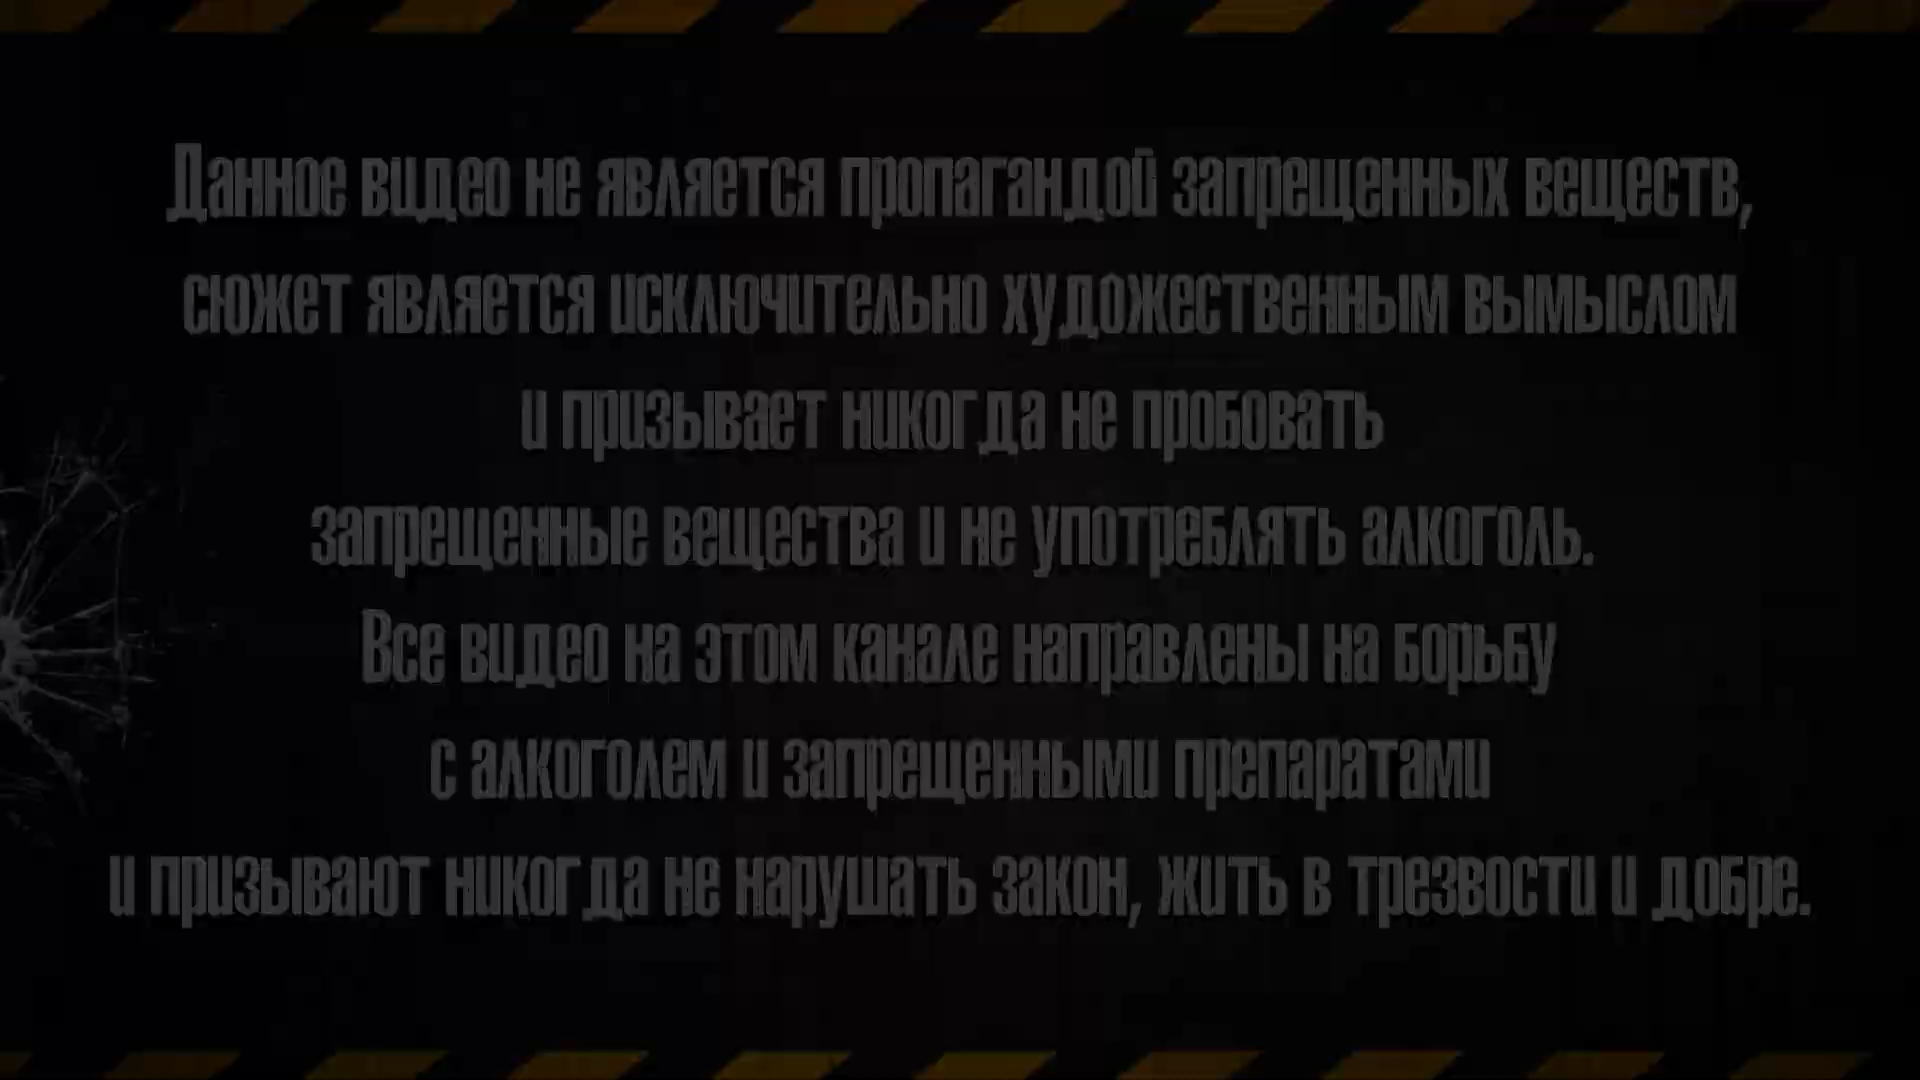 Данное видео не является пропагандой запрещенных веществ,
сюжет является исключительно художественным вымыслом
и призывает никогда не пробовать
запрещенные вещества и не употреблять алкоголь.
Все видео на этом канале направлены на борьбу
с алкоголем и запрещенными препаратами
и призывают никогда не нарушать закон, жить в трезвости и добре.